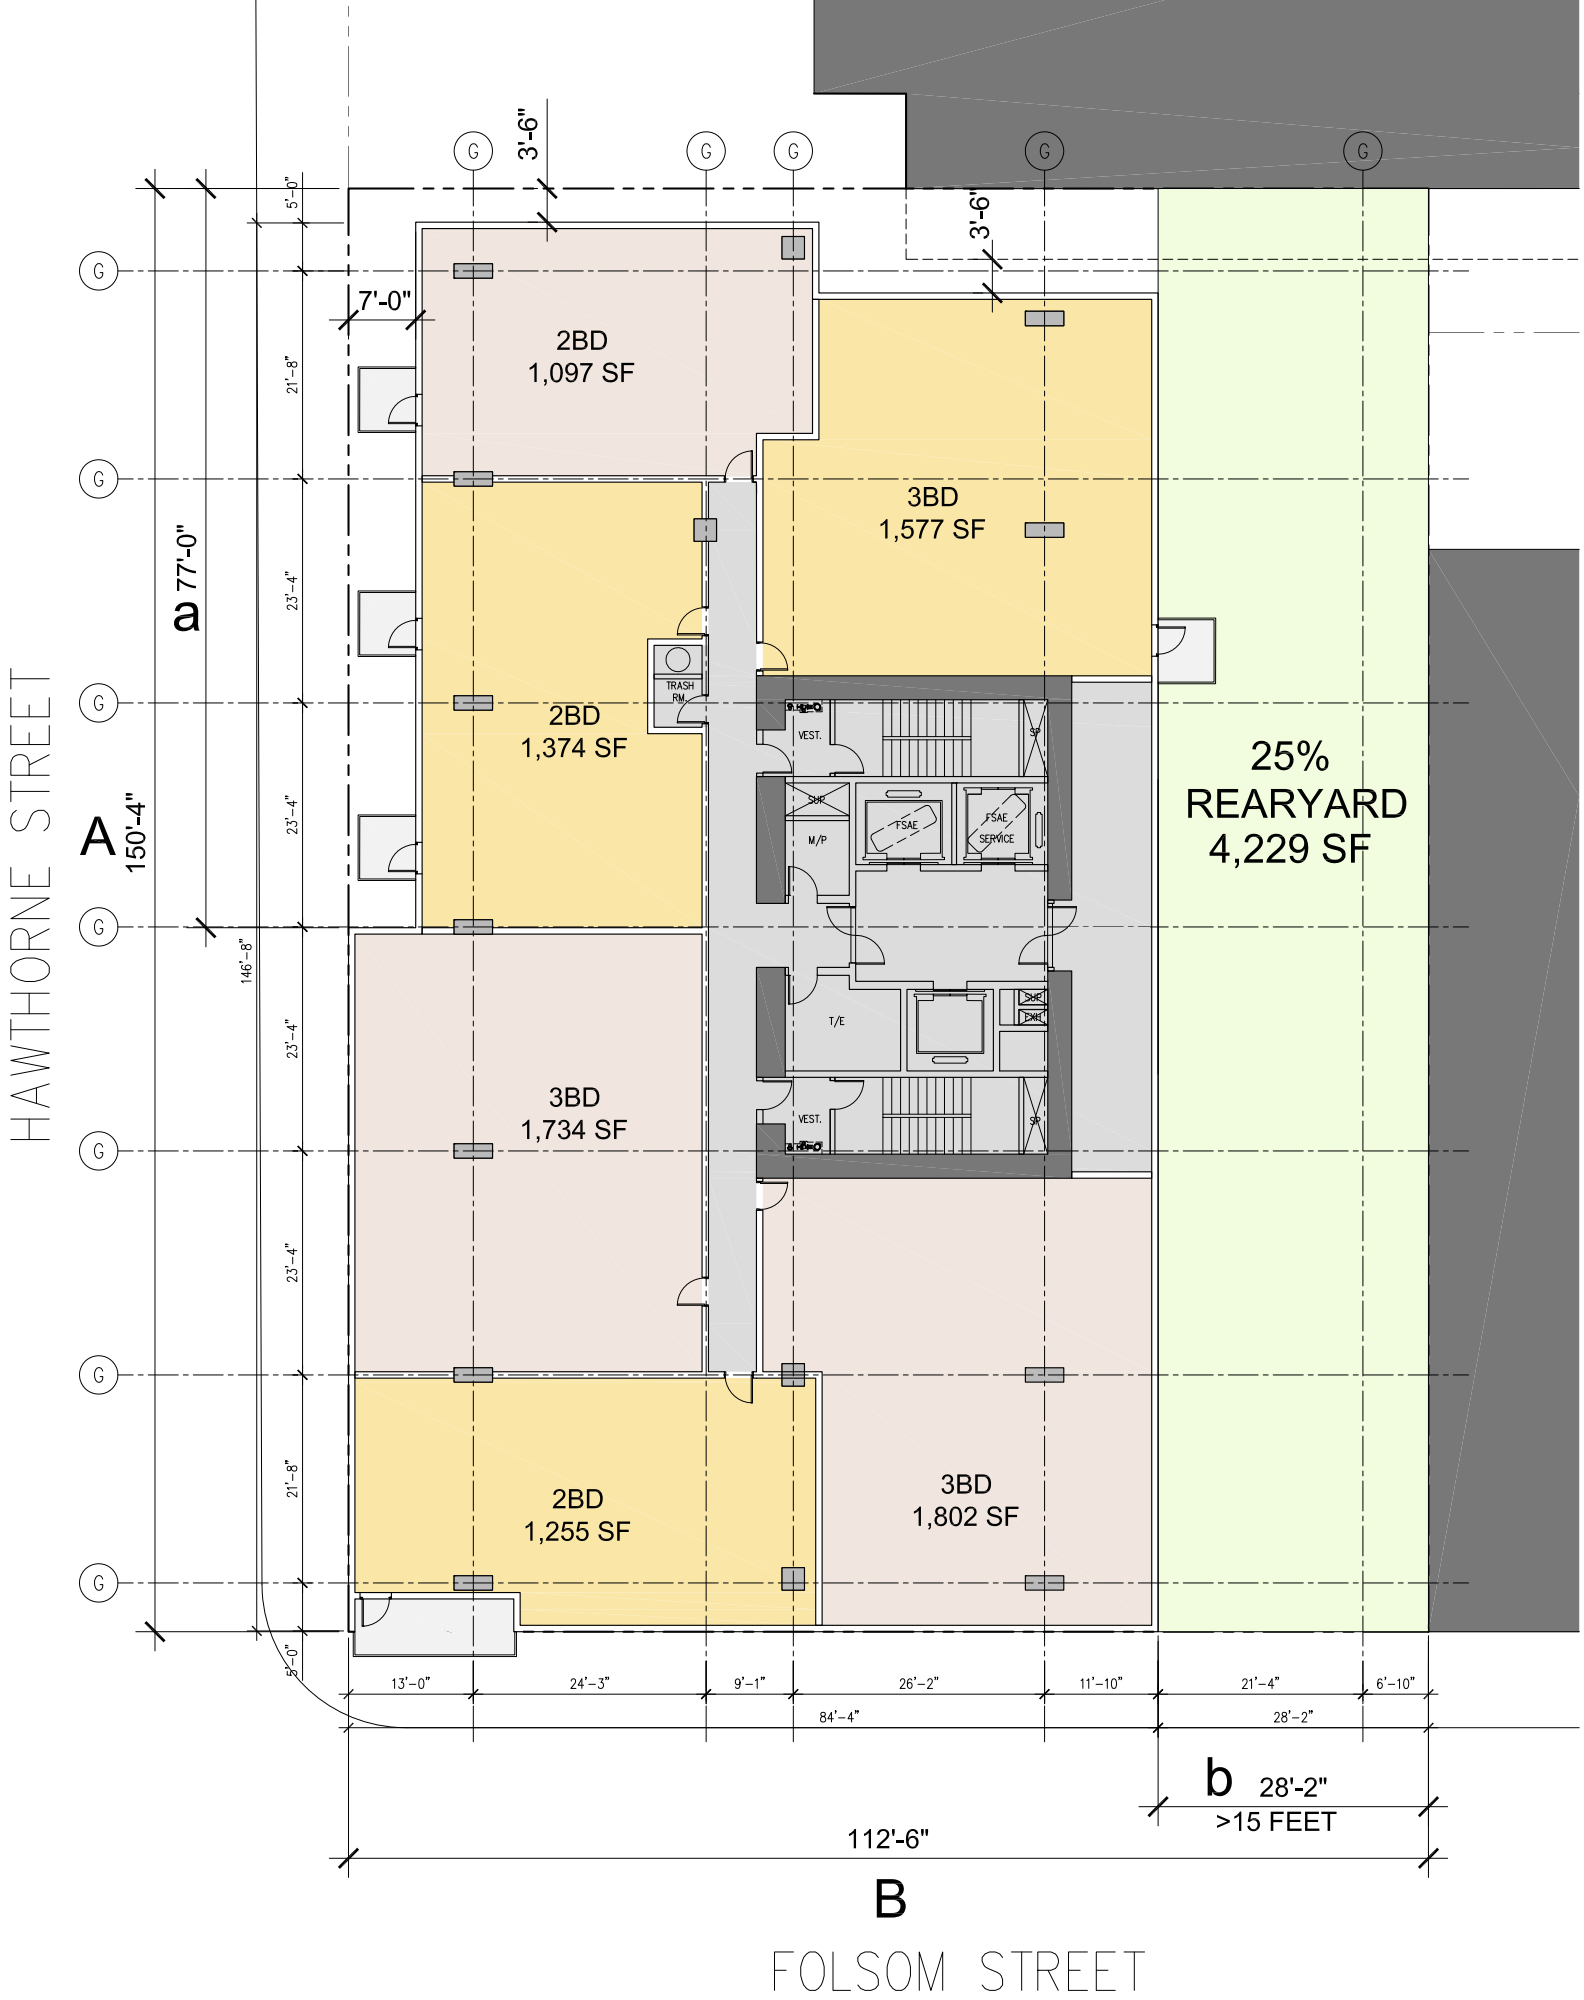 3'-6"
G
G
G
G
G
5'-0"
3'-6"
G
7'-0"
2BD
1,097 SF
21'-8"
G
3BD
1,577 SF
77'-0"
a
23'-4"
TRASH
RM.
G
2BD
1,374 SF
VEST.
SP
25%
REARYARD
4,229 SF
HAWTHORNE STREET
A
150'-4"
23'-4"
SUP
M/P
FSAE
FSAE
SERVICE
G
146'-8"
SUP
EXH
T/E
23'-4"
3BD
1,734 SF
VEST.
SP
G
23'-4"
G
21'-8"
2BD
1,255 SF
3BD
1,802 SF
G
5'-0"
13'-0"
24'-3"
9'-1"
26'-2"
11'-10"
21'-4"
6'-10"
84'-4"
28'-2"
b
28'-2"
>15 FEET
112'-6"
B
FOLSOM STREET